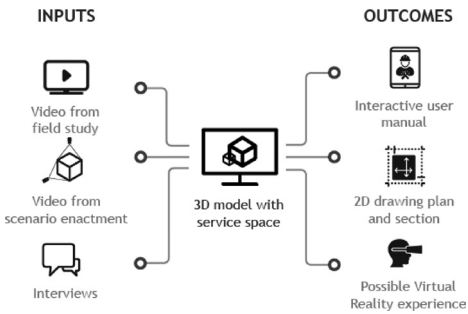 INPUTS
Video from
field study
Video from
scenario enactment
Interviews
3D model with
service space
OUTCOMES
Interactive user
manual
2D drawing plan
and section
Possible Virtual
Reality experience